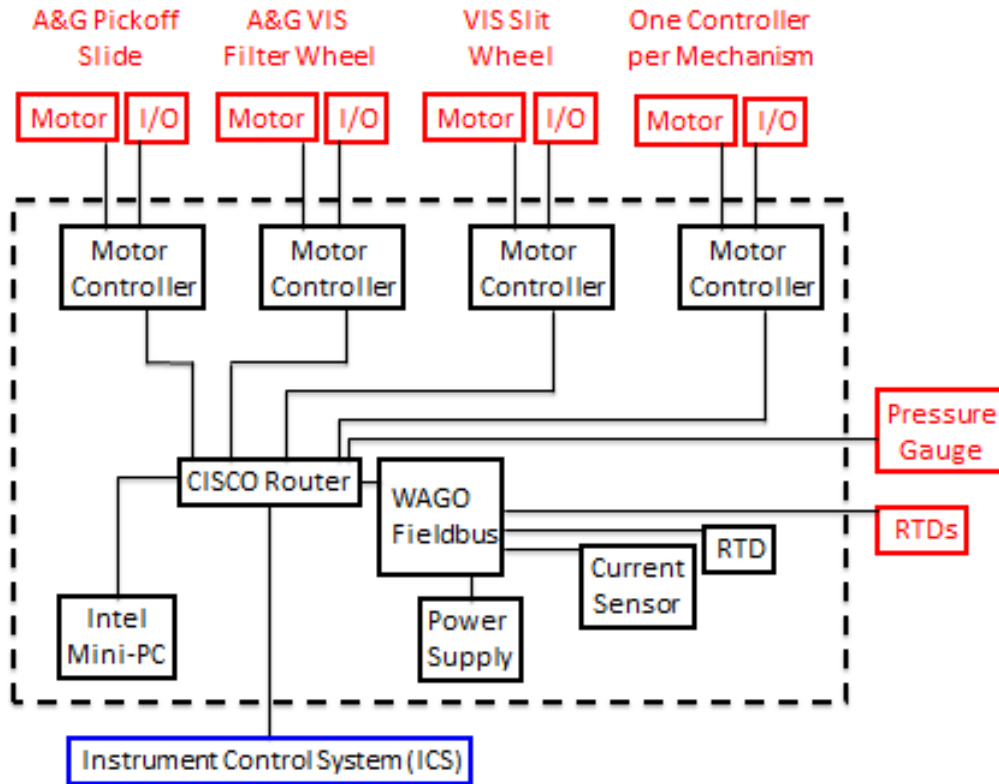 A&G Pickoff
Slide
A&G VIS
Filter Wheel
VIS Slit
Wheel
One Controller
per Mechanism
Motor
I/O
Motor
I/O
Motor
I/O
Motor
I/O
Motor
Controller
Motor
Controller
Motor
Controller
Motor
Controller
Pressure
Gauge
CISCO Router
WAGO
Fieldbus
RTDs
RTD
Current
Sensor
Intel
Mini-PC
Power
Supply
Instrument Control System (ICS)